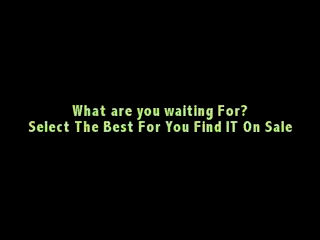 What are you waiting For?
Select The Best For You Find IT On Sale